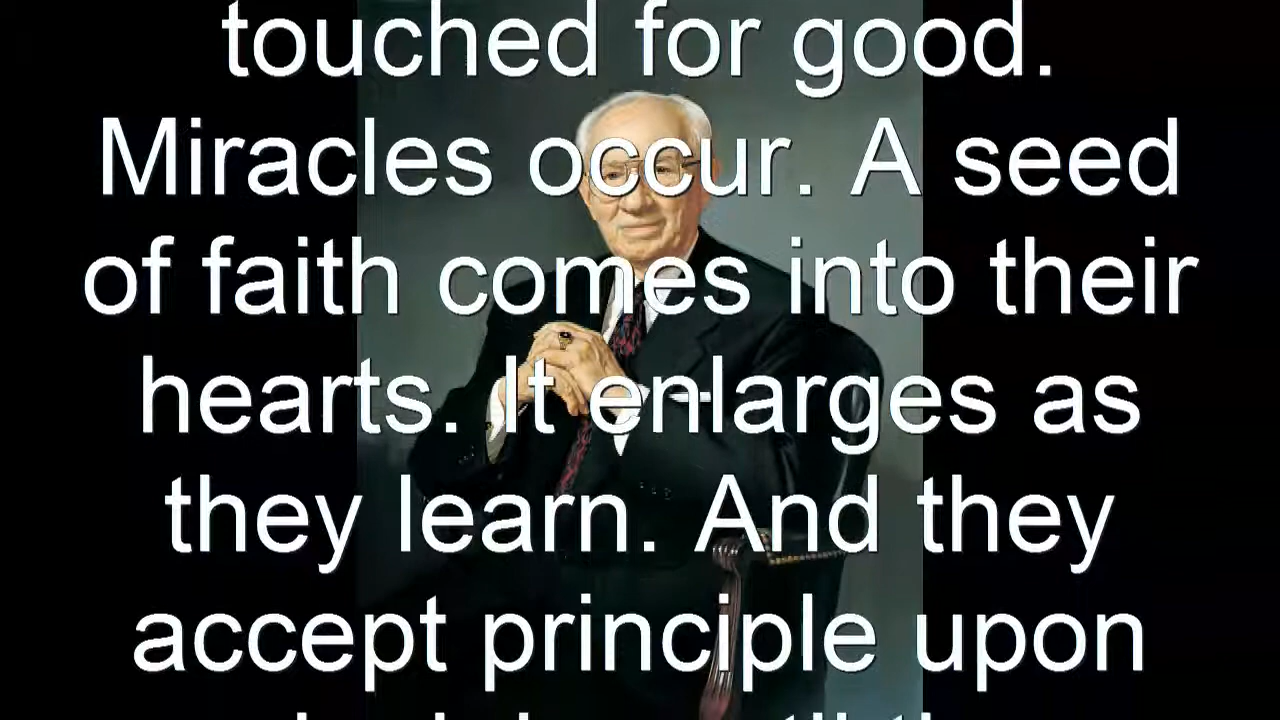 touched for good.
Miracles occur. A seed
of faith comes into their
hearts. It enlarges as
they learn. And they
accept principle upon